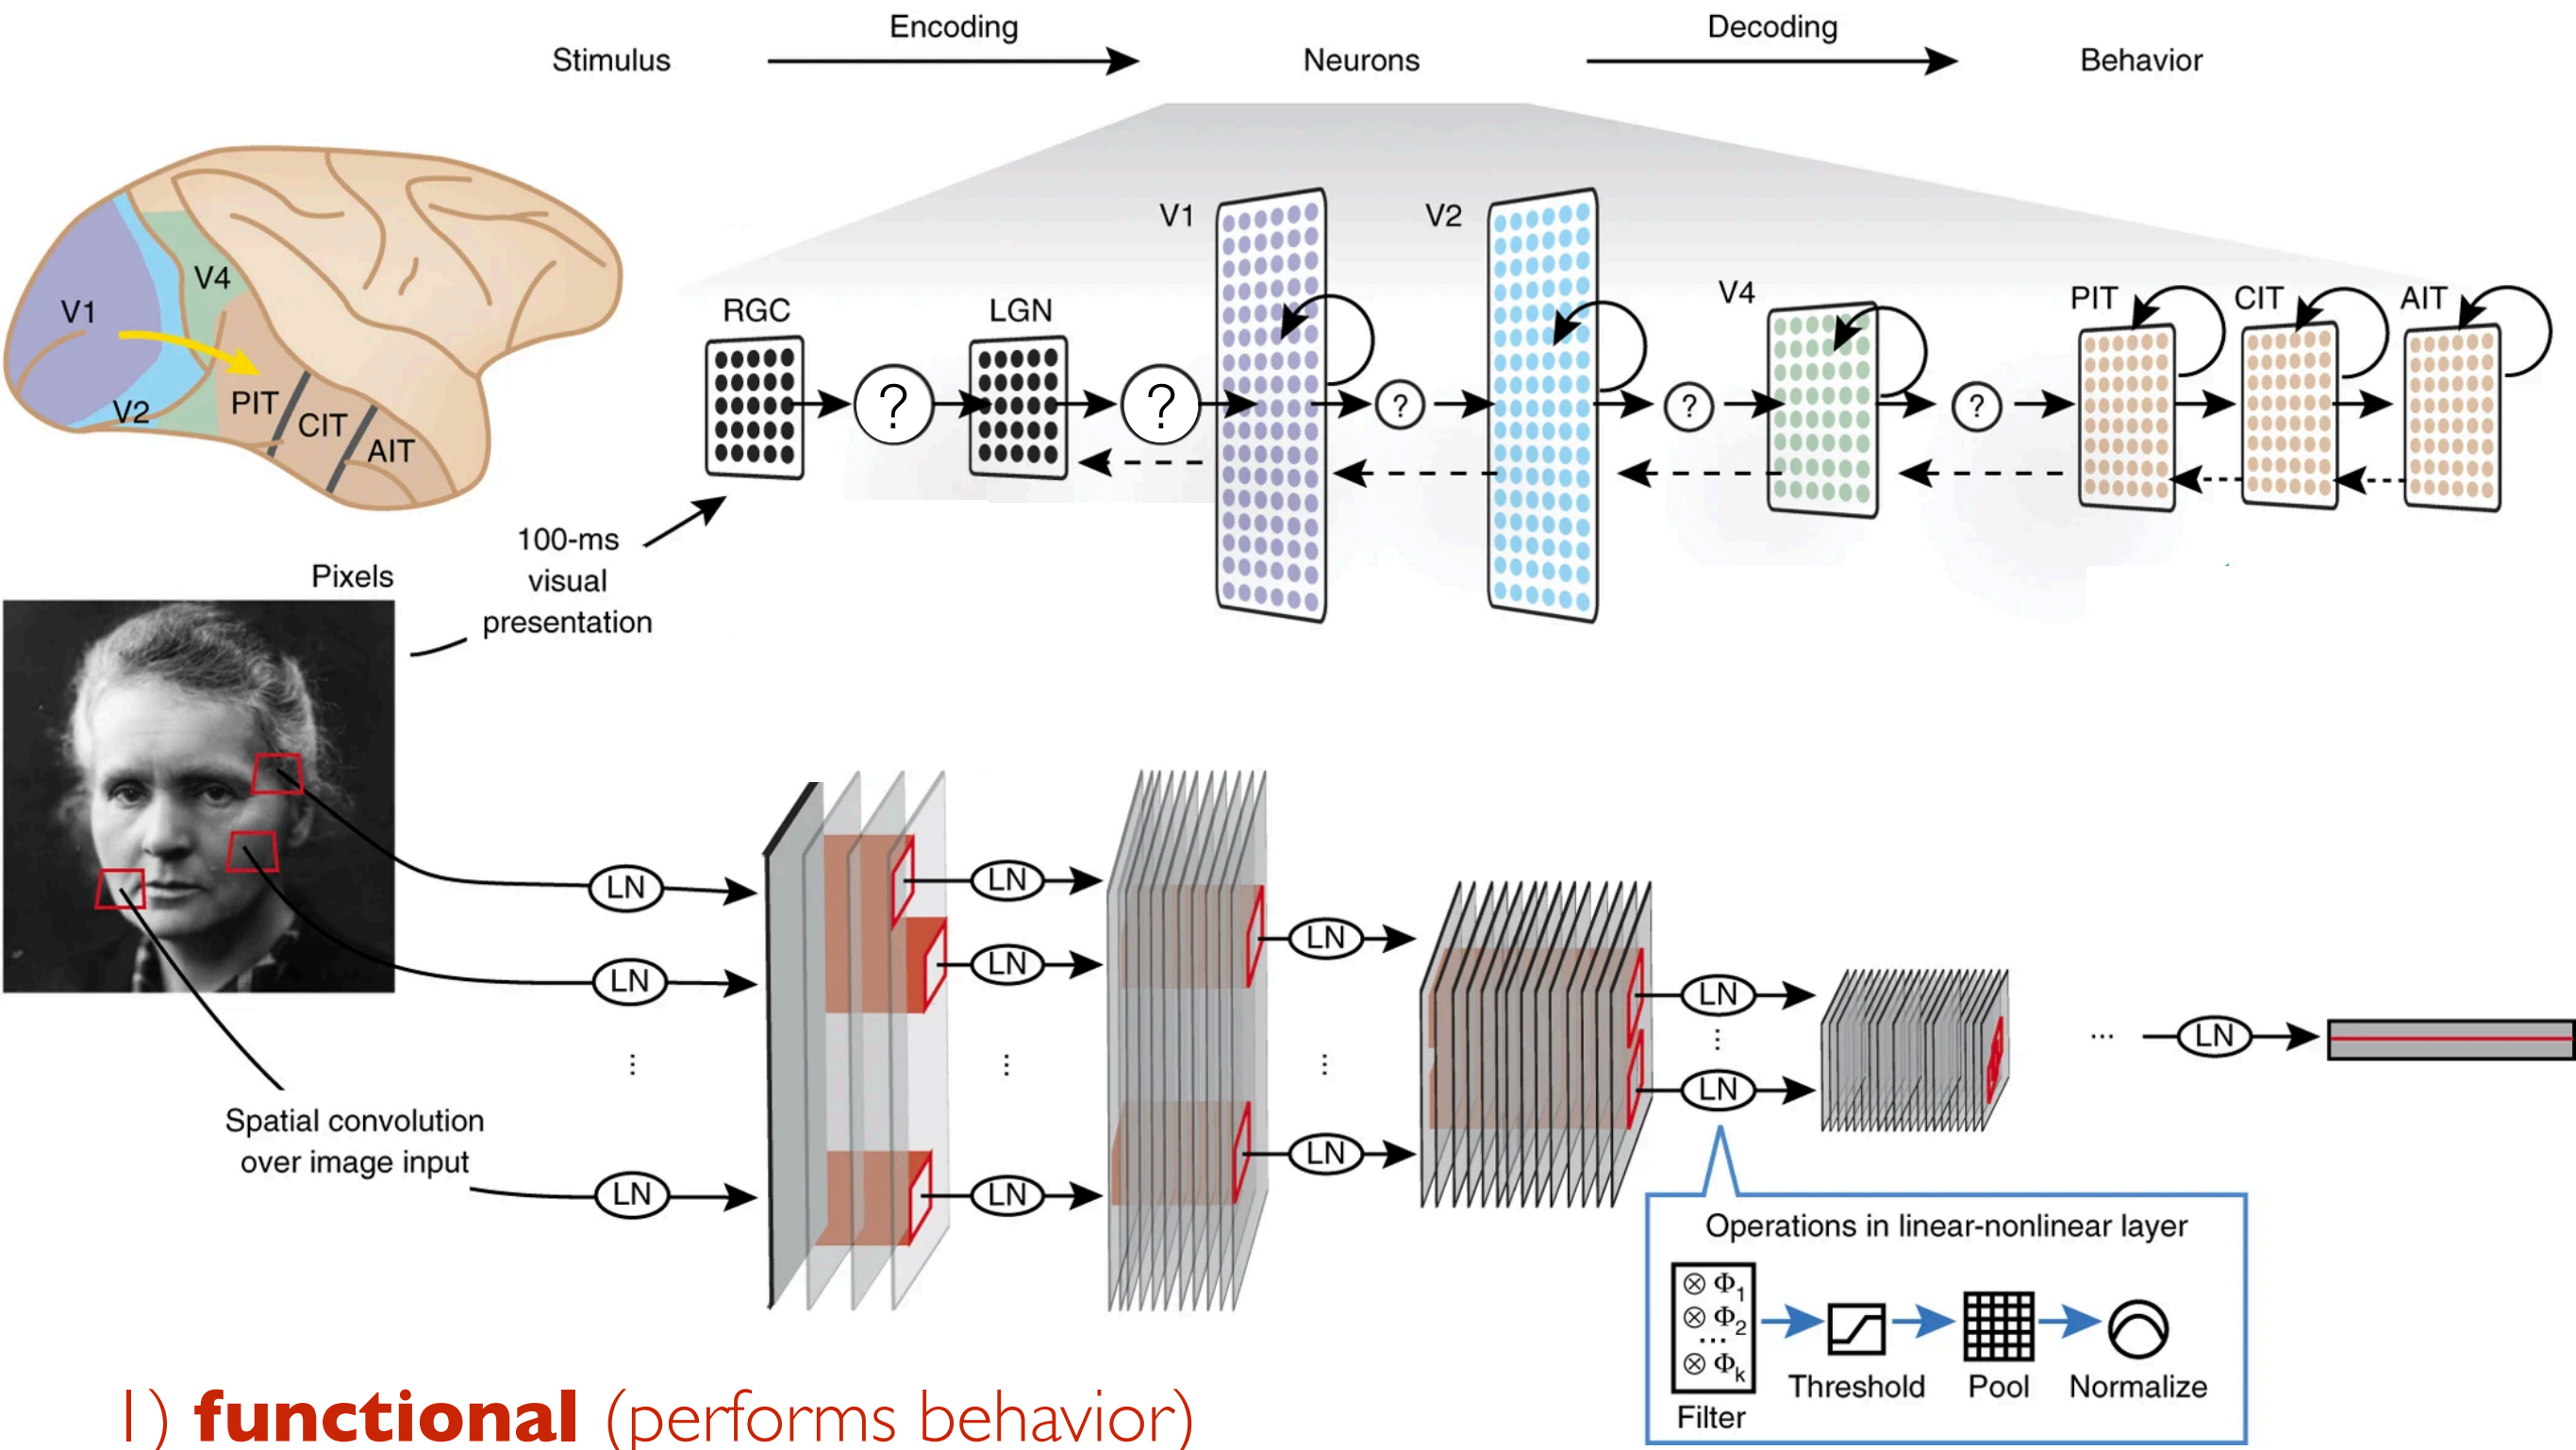 Encoding
Decoding
Stimulus
Neurons
Behavior
V1
V2
V4
RGC
LGN
PIT
CIT
AIT
V4
V1
V2
PIT
CIT
AIT
?
?
?
?
?
100-ms
visual
presentation
Pixels
LN
LN
LN
LN
LN
LN
LN
LN
LN
LN
LN
...
...
...
...
...
Spatial convolution
over image input
Operations in linear-nonlinear layer
⊗ Φ1
⊗ Φ2
...
⊗ Φk
Filter
Threshold
Pool
Normalize
1) functional (performs behavior)